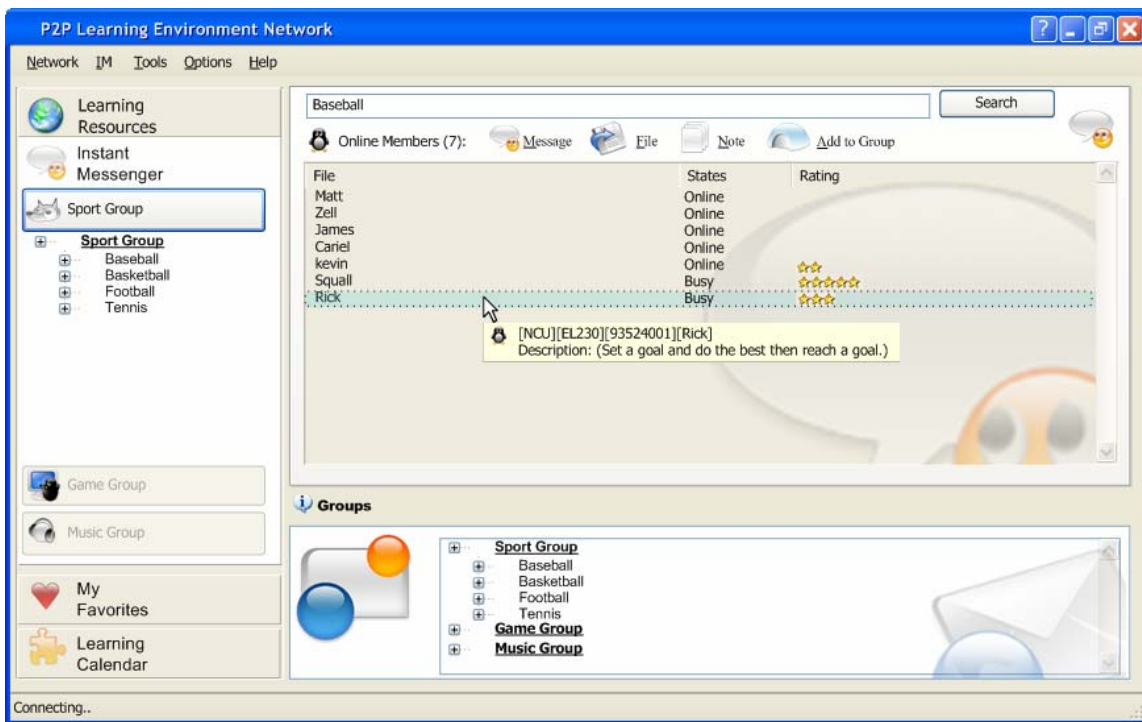 P2P Learning Environment Network
Network IM Tools Options Help
Learning
Resources
Instant
Messenger
Sport Group
Sport Group
Baseball
Basketball
Football
Tennis
Game Group
Music Group
My
Favorites
Learning
Calendar
Baseball Search
Online Members (7): Message File Note Add to Group
File States Rating
Matt Online
Zell Online
James Online
Cariel Online
kevin Online
Squall Busy
Rick Busy
[NCU][EL230][93524001][Rick]
Description: (Set a goal and do the best then reach a goal.)
Groups
Sport Group
Baseball
Basketball
Football
Tennis
Game Group
Music Group
Connecting..